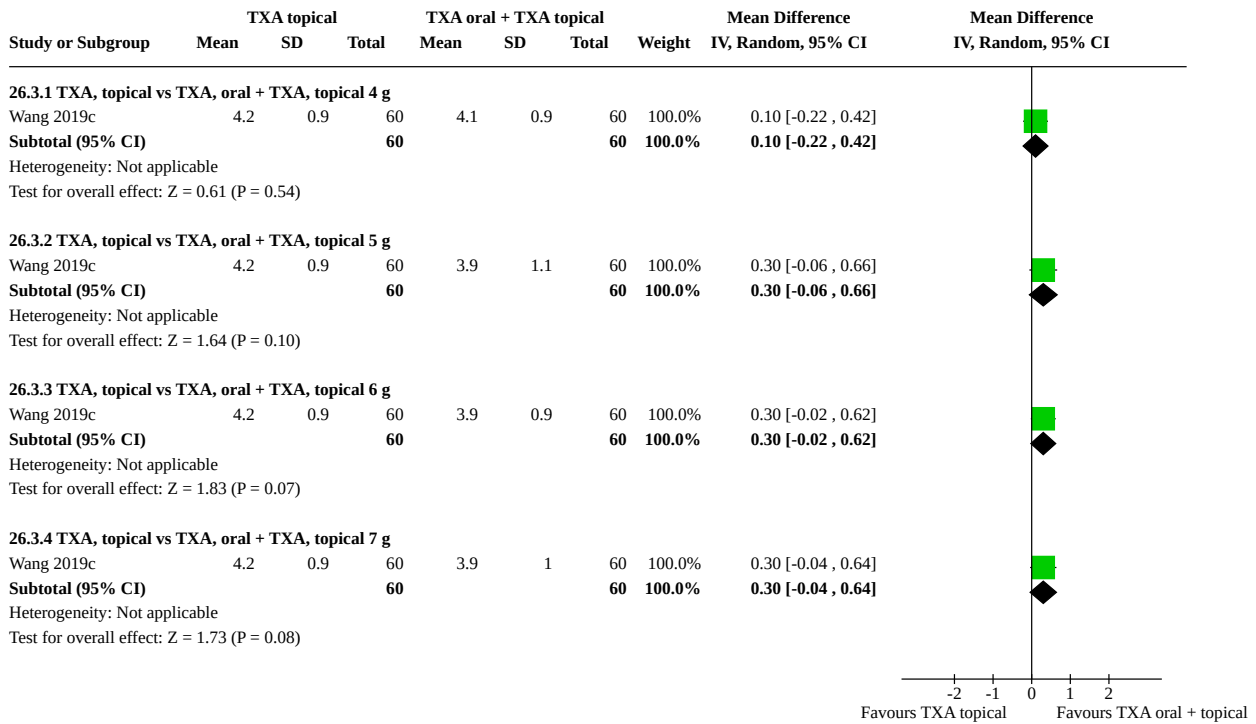 TXA topical TXA oral + TXA topical Mean Difference Mean Difference
Study or Subgroup Mean SD Total Mean SD Total Weight IV, Random, 95% CI IV, Random, 95% CI
26.3.1 TXA, topical vs TXA, oral + TXA, topical 4 g
Wang 2019c 4.2 0.9 60 4.1 0.9 60 100.0% 0.10 [-0.22 , 0.42]
Subtotal (95% CI) 60 60 100.0% 0.10 [-0.22 , 0.42]
Heterogeneity: Not applicable
Test for overall effect: Z = 0.61 (P = 0.54)
26.3.2 TXA, topical vs TXA, oral + TXA, topical 5 g
Wang 2019c 4.2 0.9 60 3.9 1.1 60 100.0% 0.30 [-0.06 , 0.66]
Subtotal (95% CI) 60 60 100.0% 0.30 [-0.06 , 0.66]
Heterogeneity: Not applicable
Test for overall effect: Z = 1.64 (P = 0.10)
26.3.3 TXA, topical vs TXA, oral + TXA, topical 6 g
Wang 2019c 4.2 0.9 60 3.9 0.9 60 100.0% 0.30 [-0.02 , 0.62]
Subtotal (95% CI) 60 60 100.0% 0.30 [-0.02 , 0.62]
Heterogeneity: Not applicable
Test for overall effect: Z = 1.83 (P = 0.07)
26.3.4 TXA, topical vs TXA, oral + TXA, topical 7 g
Wang 2019c 4.2 0.9 60 3.9 1 60 100.0% 0.30 [-0.04 , 0.64]
Subtotal (95% CI) 60 60 100.0% 0.30 [-0.04 , 0.64]
Heterogeneity: Not applicable
Test for overall effect: Z = 1.73 (P = 0.08)
-2 -1 0 1 2
Favours TXA topical Favours TXA oral + topical